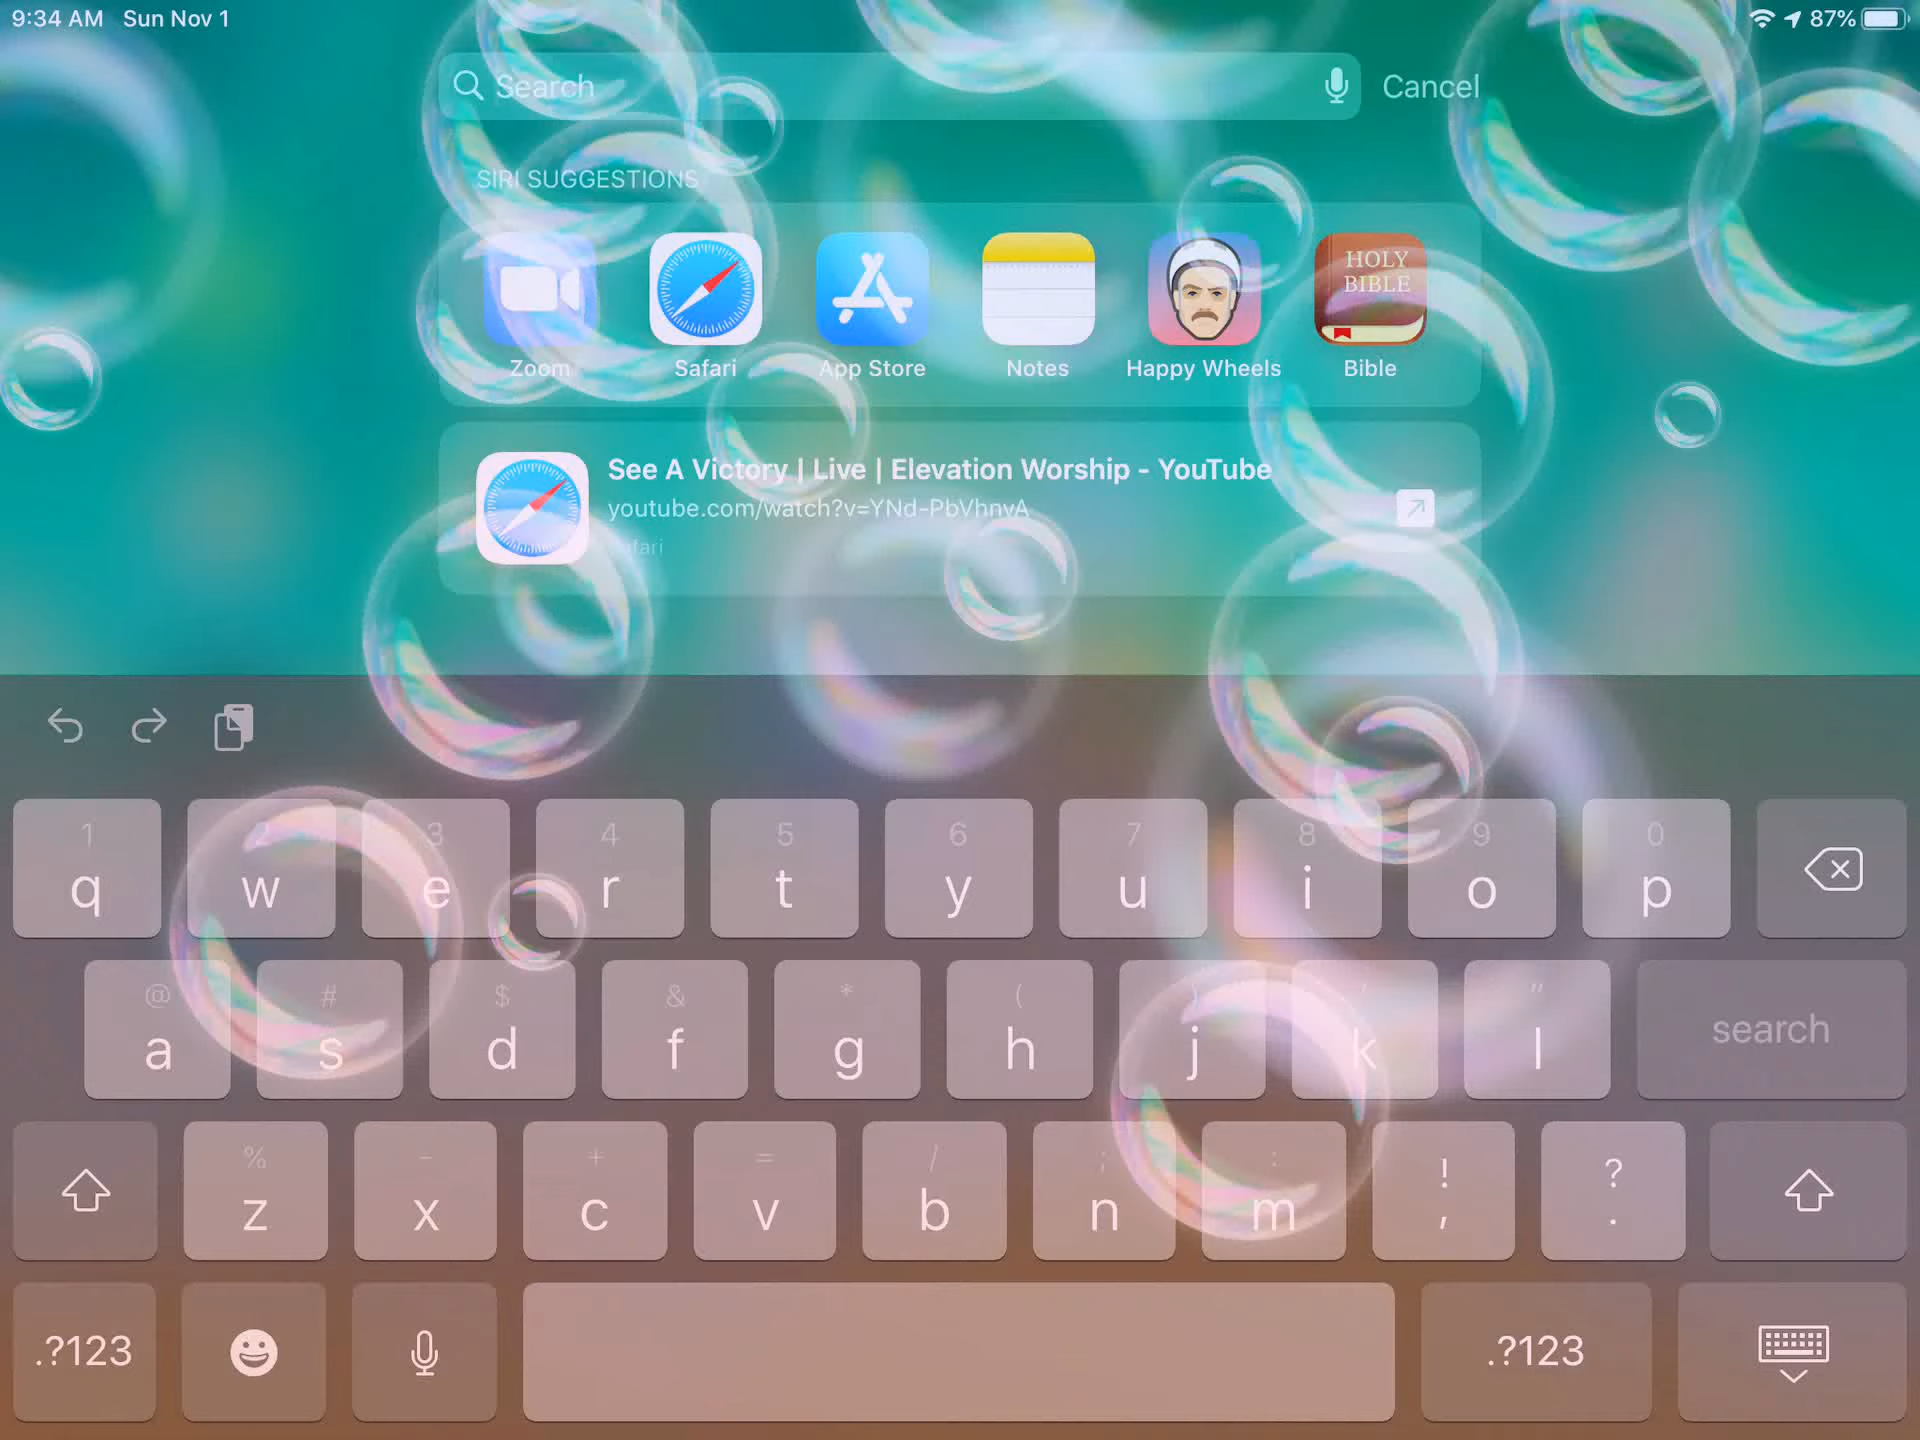 9:34 AM Sun Nov 1 87%
Search Cancel
SIRI SUGGESTIONS
HOLY
BIBLE
Zoom Safari App Store Notes Happy Wheels Bible
See A Victory | Live | Elevation Worship - YouTube
youtube.com/watch?v=YNd-PbVhnvA
Safari
1 2 3 4 5 6 7 8 9 0
q w e r t y u i o p
@ # $ & * ( ) ' "
a s d f g h j k l search
% - + = / ; : ! ?
z x c v b n m , .
.?123 .?123